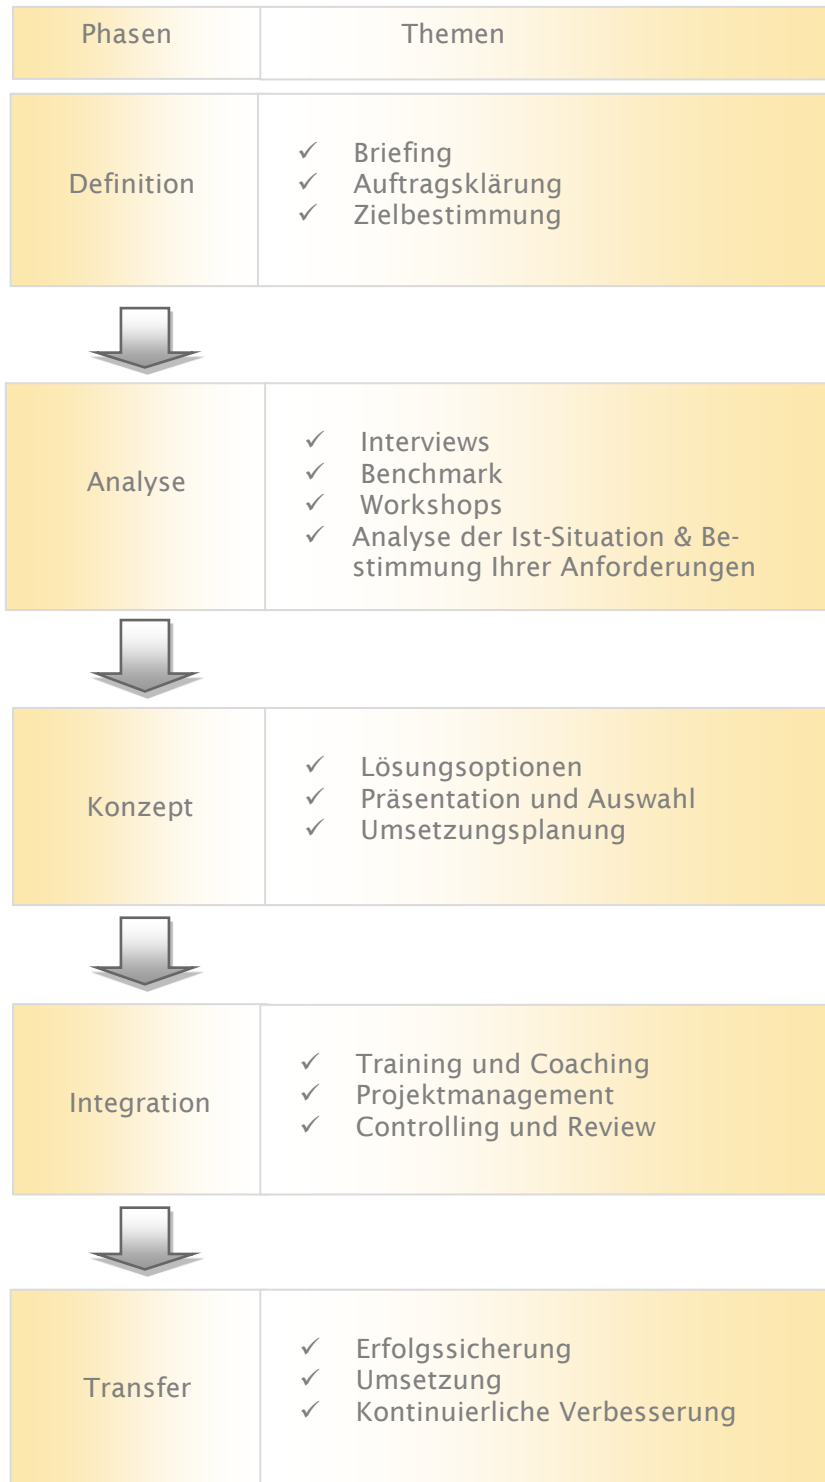 Phasen
Themen
Definition
✓ Briefing
✓ Auftragsklärung
✓ Zielbestimmung
Analyse
✓ Interviews
✓ Benchmark
✓ Workshops
✓ Analyse der Ist-Situation & Be-
stimmung Ihrer Anforderungen
Konzept
✓ Lösungsoptionen
✓ Präsentation und Auswahl
✓ Umsetzungsplanung
Integration
✓ Training und Coaching
✓ Projektmanagement
✓ Controlling und Review
Transfer
✓ Erfolgssicherung
✓ Umsetzung
✓ Kontinuierliche Verbesserung